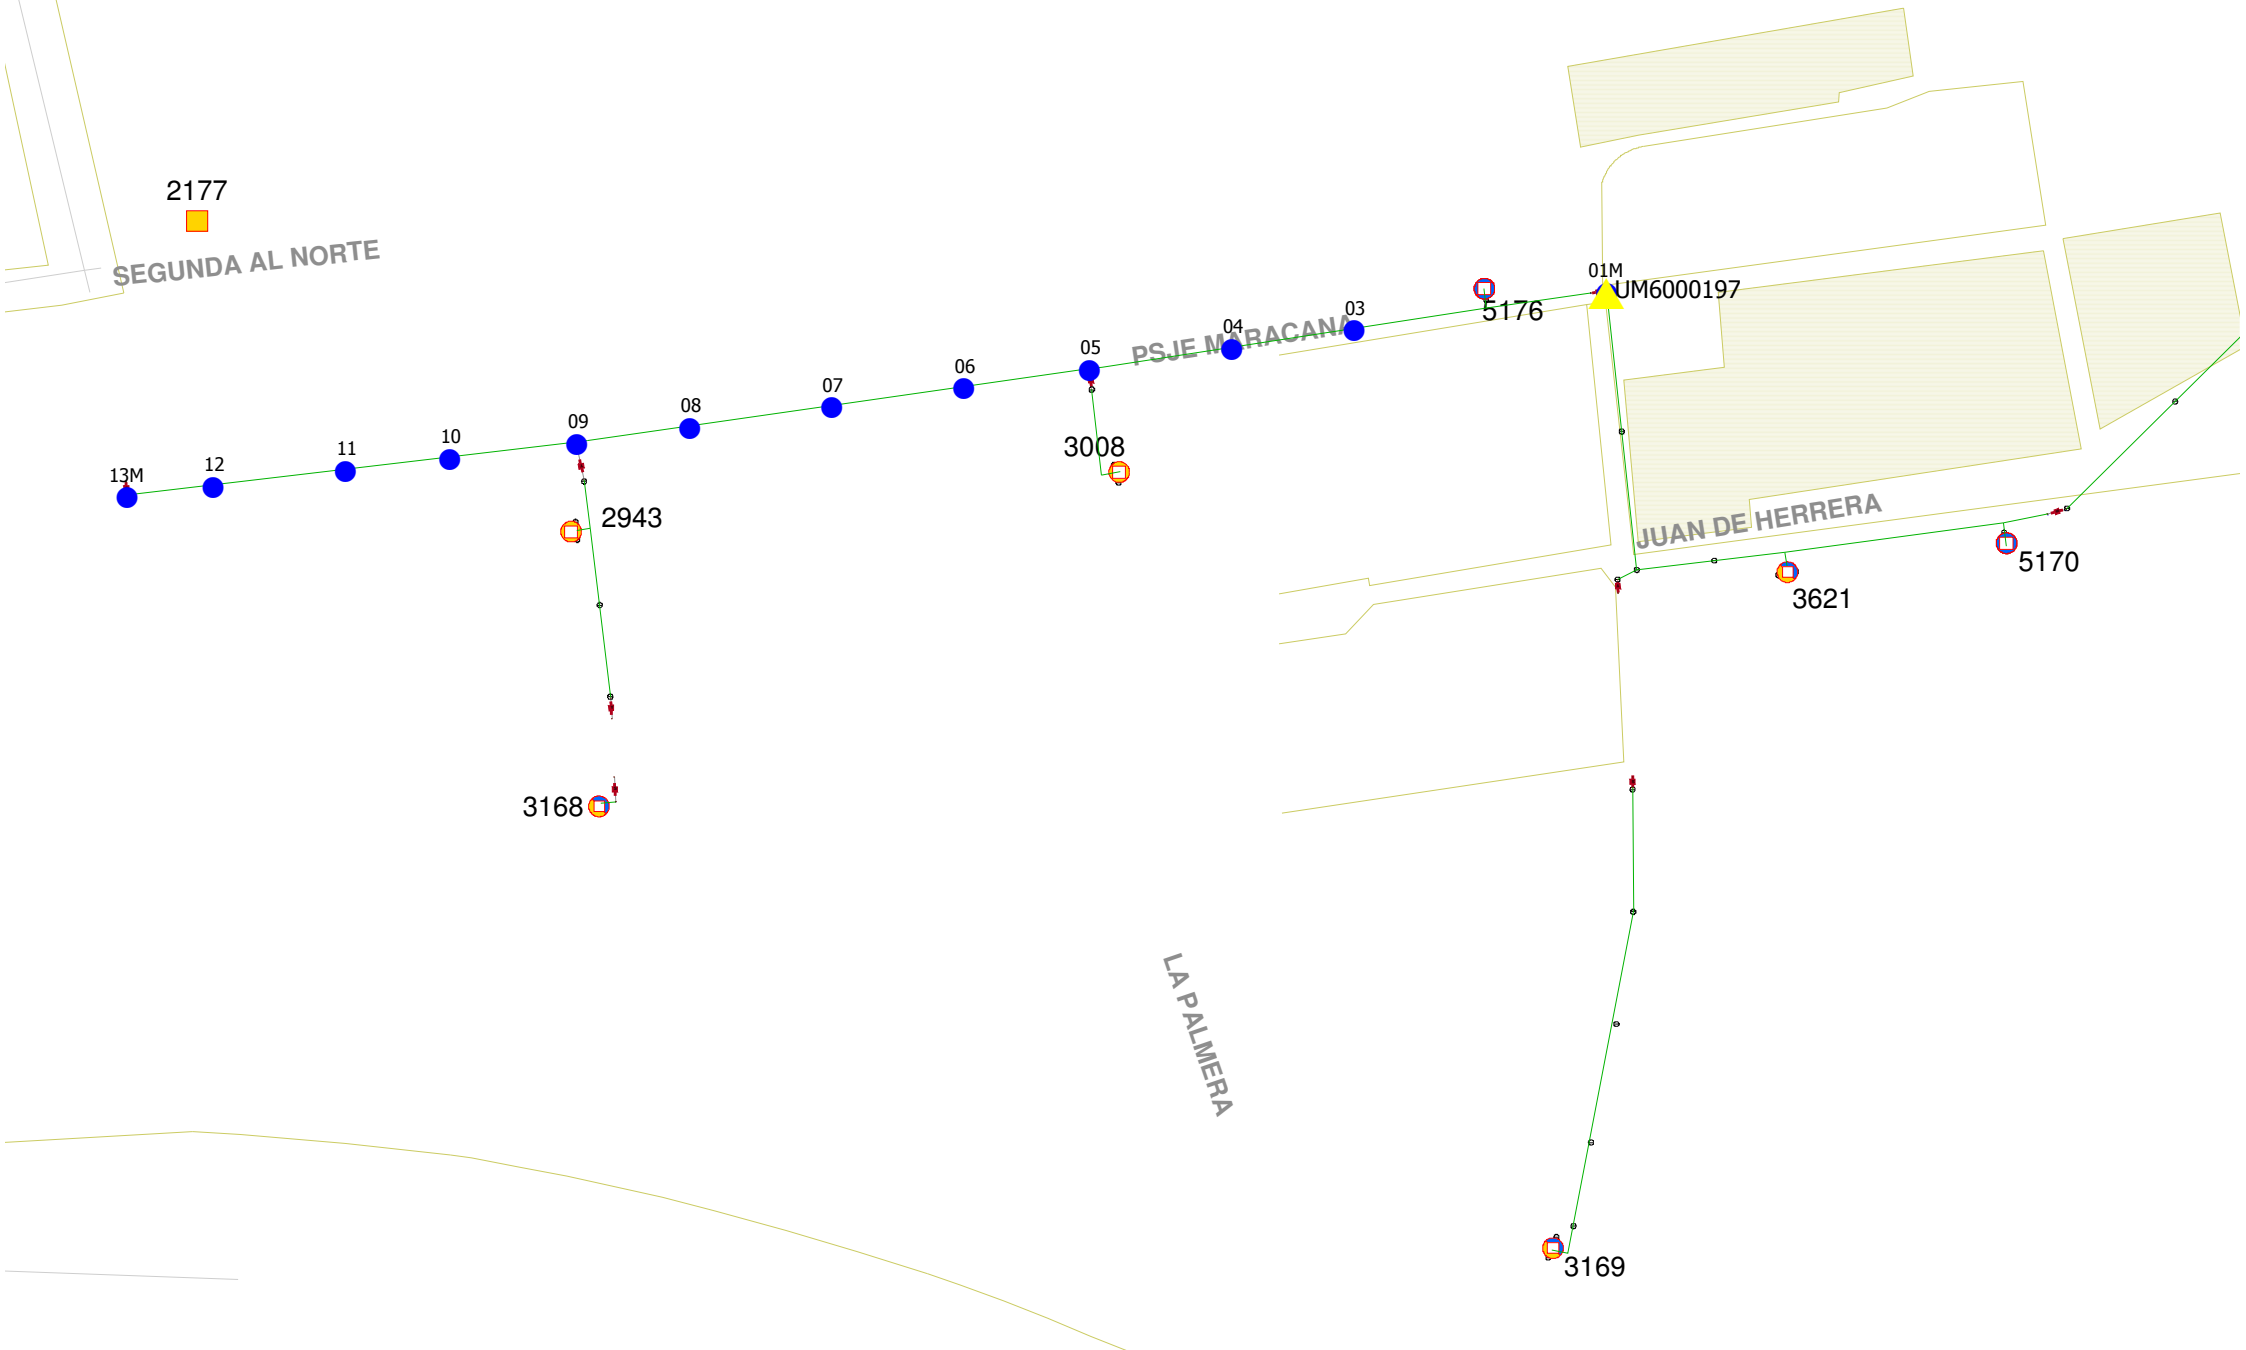 2177
SEGUNDA AL NORTE
01M
UM6000197
5176
03
PSJE MARACANA
04
05
06
07
08
09
10
11
12
13M
3008
2943
JUAN DE HERRERA
5170
3621
3168
LA PALMERA
3169